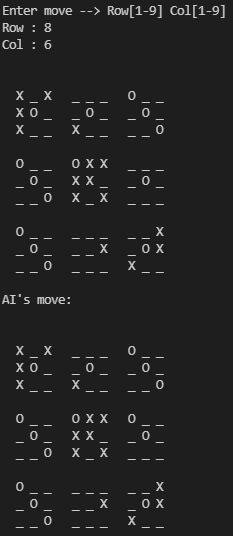 Enter move --> Row[1-9] Col[1-9]
Row : 8
Col : 6
X _ X _ _ _ O _ _
X O _ _ O _ _ O _
X _ _ X _ _ _ _ O
O _ _ O X X _ _ _
_ O _ X X _ _ O _
_ _ O X _ X _ _ _
O _ _ _ _ _ _ _ X
_ O _ _ _ X _ O X
_ _ O _ _ _ X _ _
AI's move:
X _ X _ _ _ O _ _
X O _ _ O _ _ O _
X _ _ X _ _ _ _ O
O _ _ O X X _ _ _
_ O _ X X _ _ O _
_ _ O X _ X _ _ _
O _ _ _ _ _ _ _ X
_ O _ _ _ X _ O X
_ _ O _ _ _ X _ _